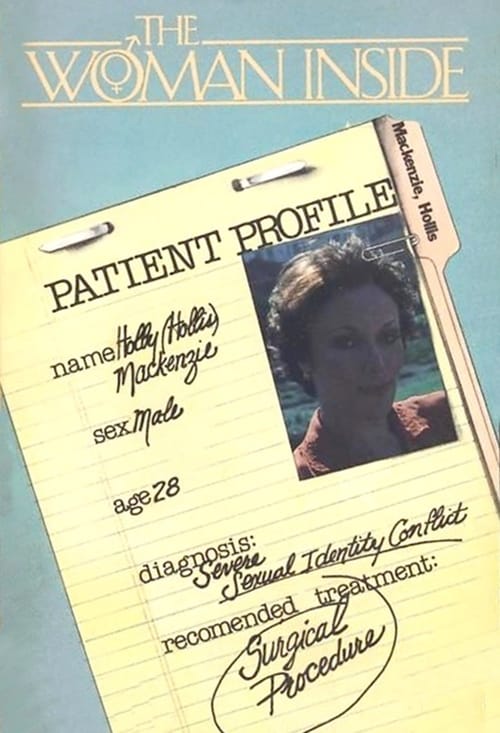 THE
WOMAN INSIDE
Mackenzie, Hollis
PATIENT PROFILE
name Holly (Hollis)
Mackenzie
sex Male
age 28
diagnosis:
Severe
Sexual Identity Conflict
recomended treatment:
Surgical
Procedure